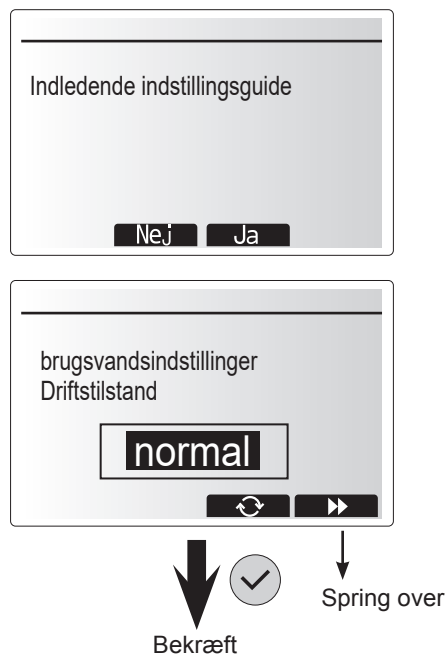 Indledende indstillingsguide
Nej Ja
brugsvandsindstillinger
Driftstilstand
normal
Spring over
Bekræft